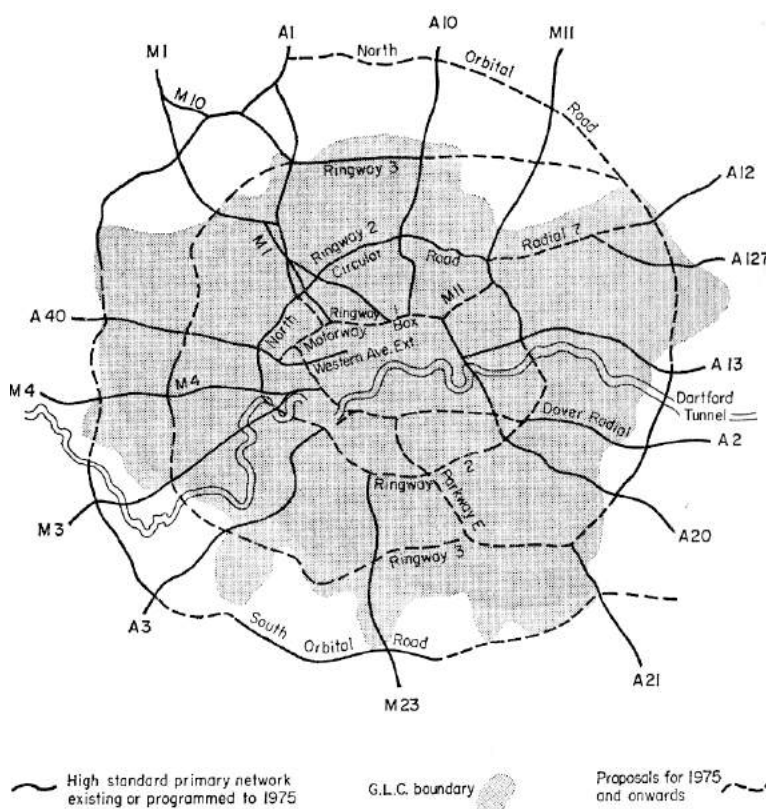 M1
A1
A10
M11
North Orbital Road
M10
Ringway 3
A12
Ringway 2
Radial 7
North Circular Road
M1
A127
M11
Ringway 1
A40
Motorway Box
Western Ave. Ext.
A13
M4
M4
Dartford
Tunnel
Dover Radial
A2
2
Ringway
Parkway E
M3
A20
Ringway 3
A3
South Orbital Road
A21
M23
High standard primary network
existing or programmed to 1975
G.L.C. boundary
Proposals for 1975
and onwards